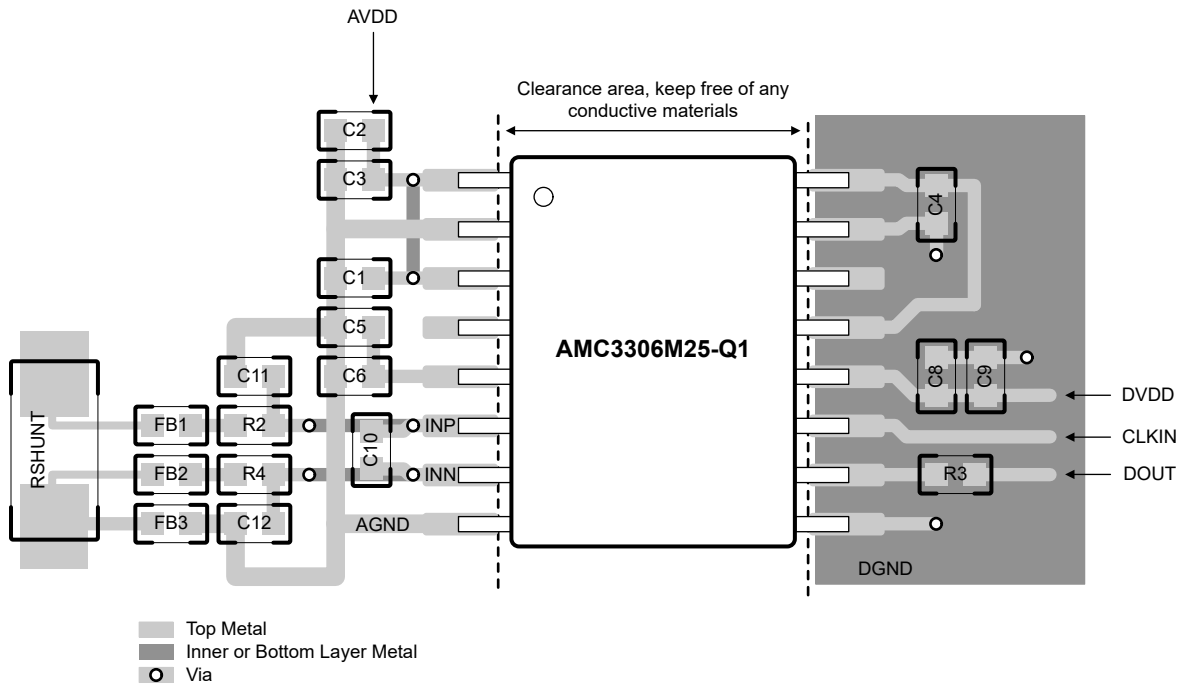 AVDD
Clearance area, keep free of any
conductive materials
C2
C3
C4
C1
C5
AMC3306M25-Q1
C11
C6
C8
C9
DVDD
RSHUNT
FB1
R2
C10
INP
CLKIN
FB2
R4
INN
R3
DOUT
FB3
C12
AGND
DGND
Top Metal
Inner or Bottom Layer Metal
Via